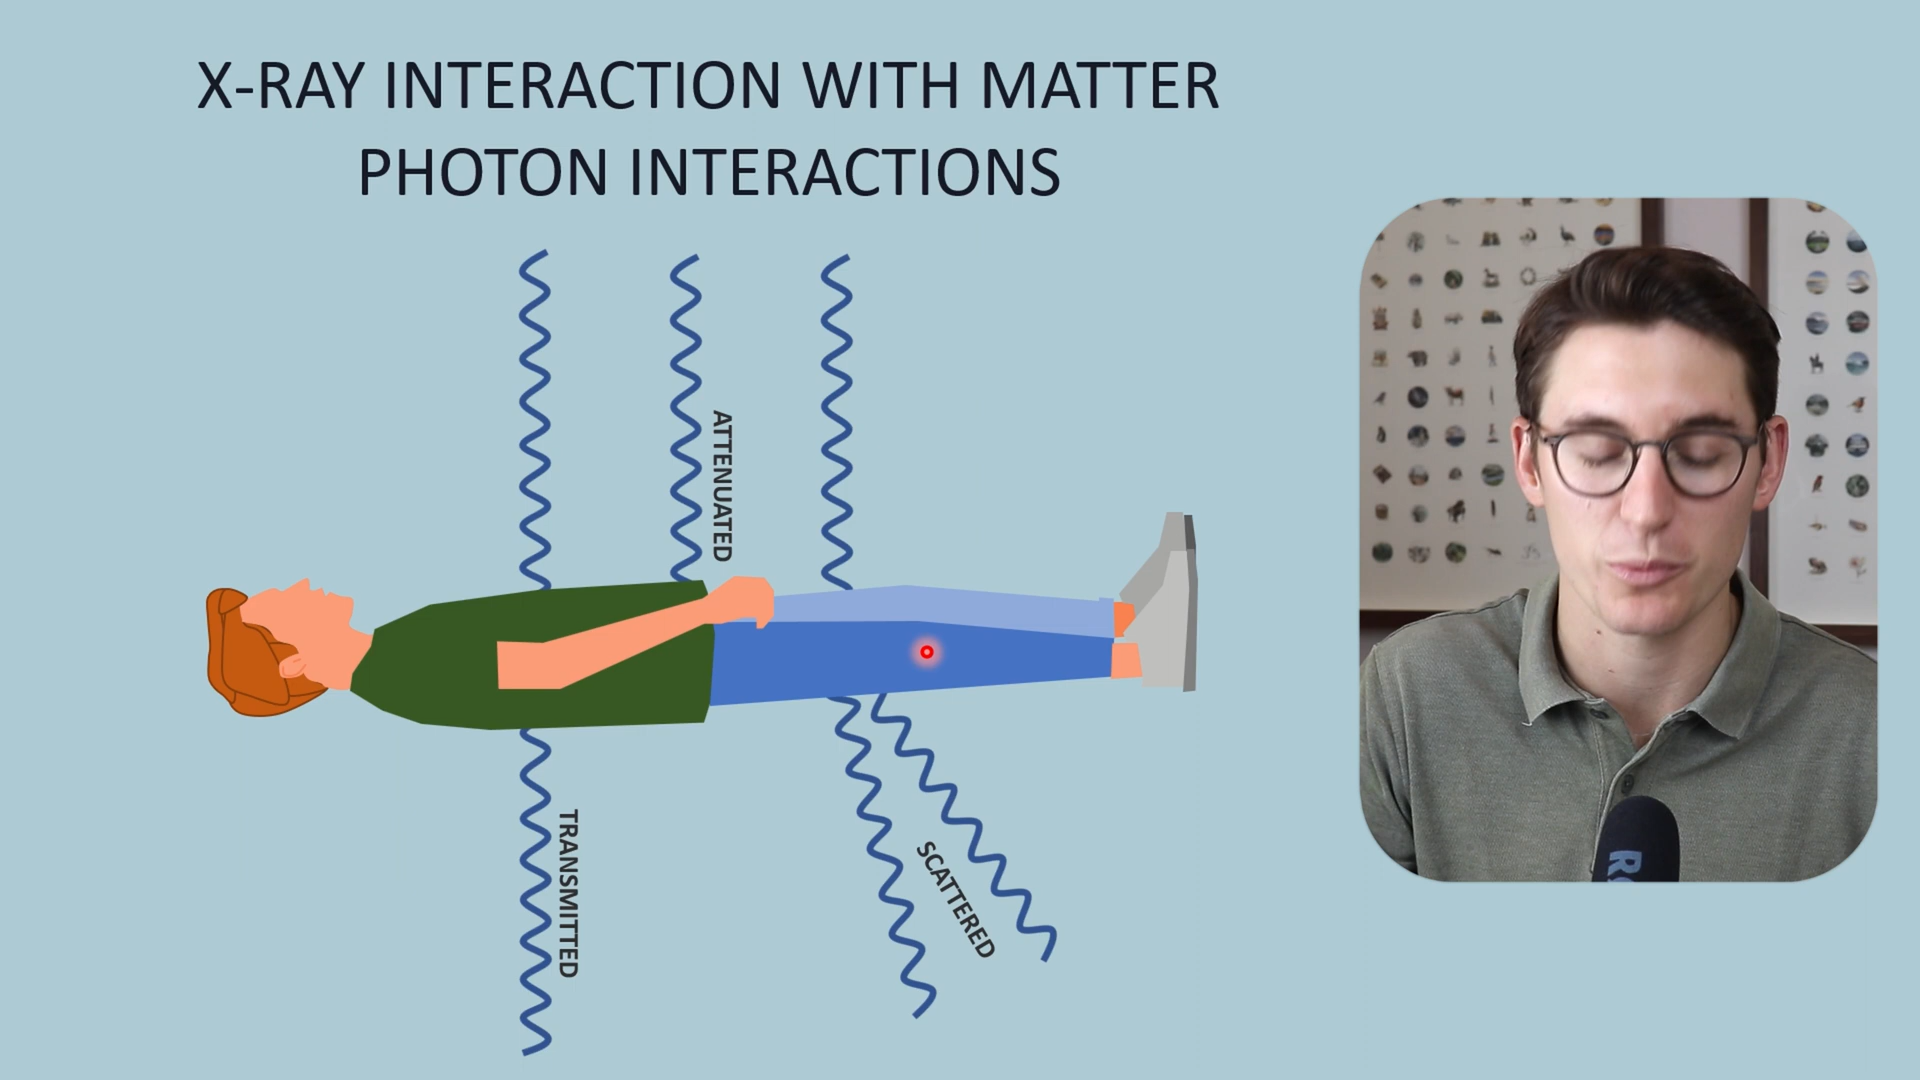 X-RAY INTERACTION WITH MATTER
PHOTON INTERACTIONS
ATTENUATED
TRANSMITTED
SCATTERED